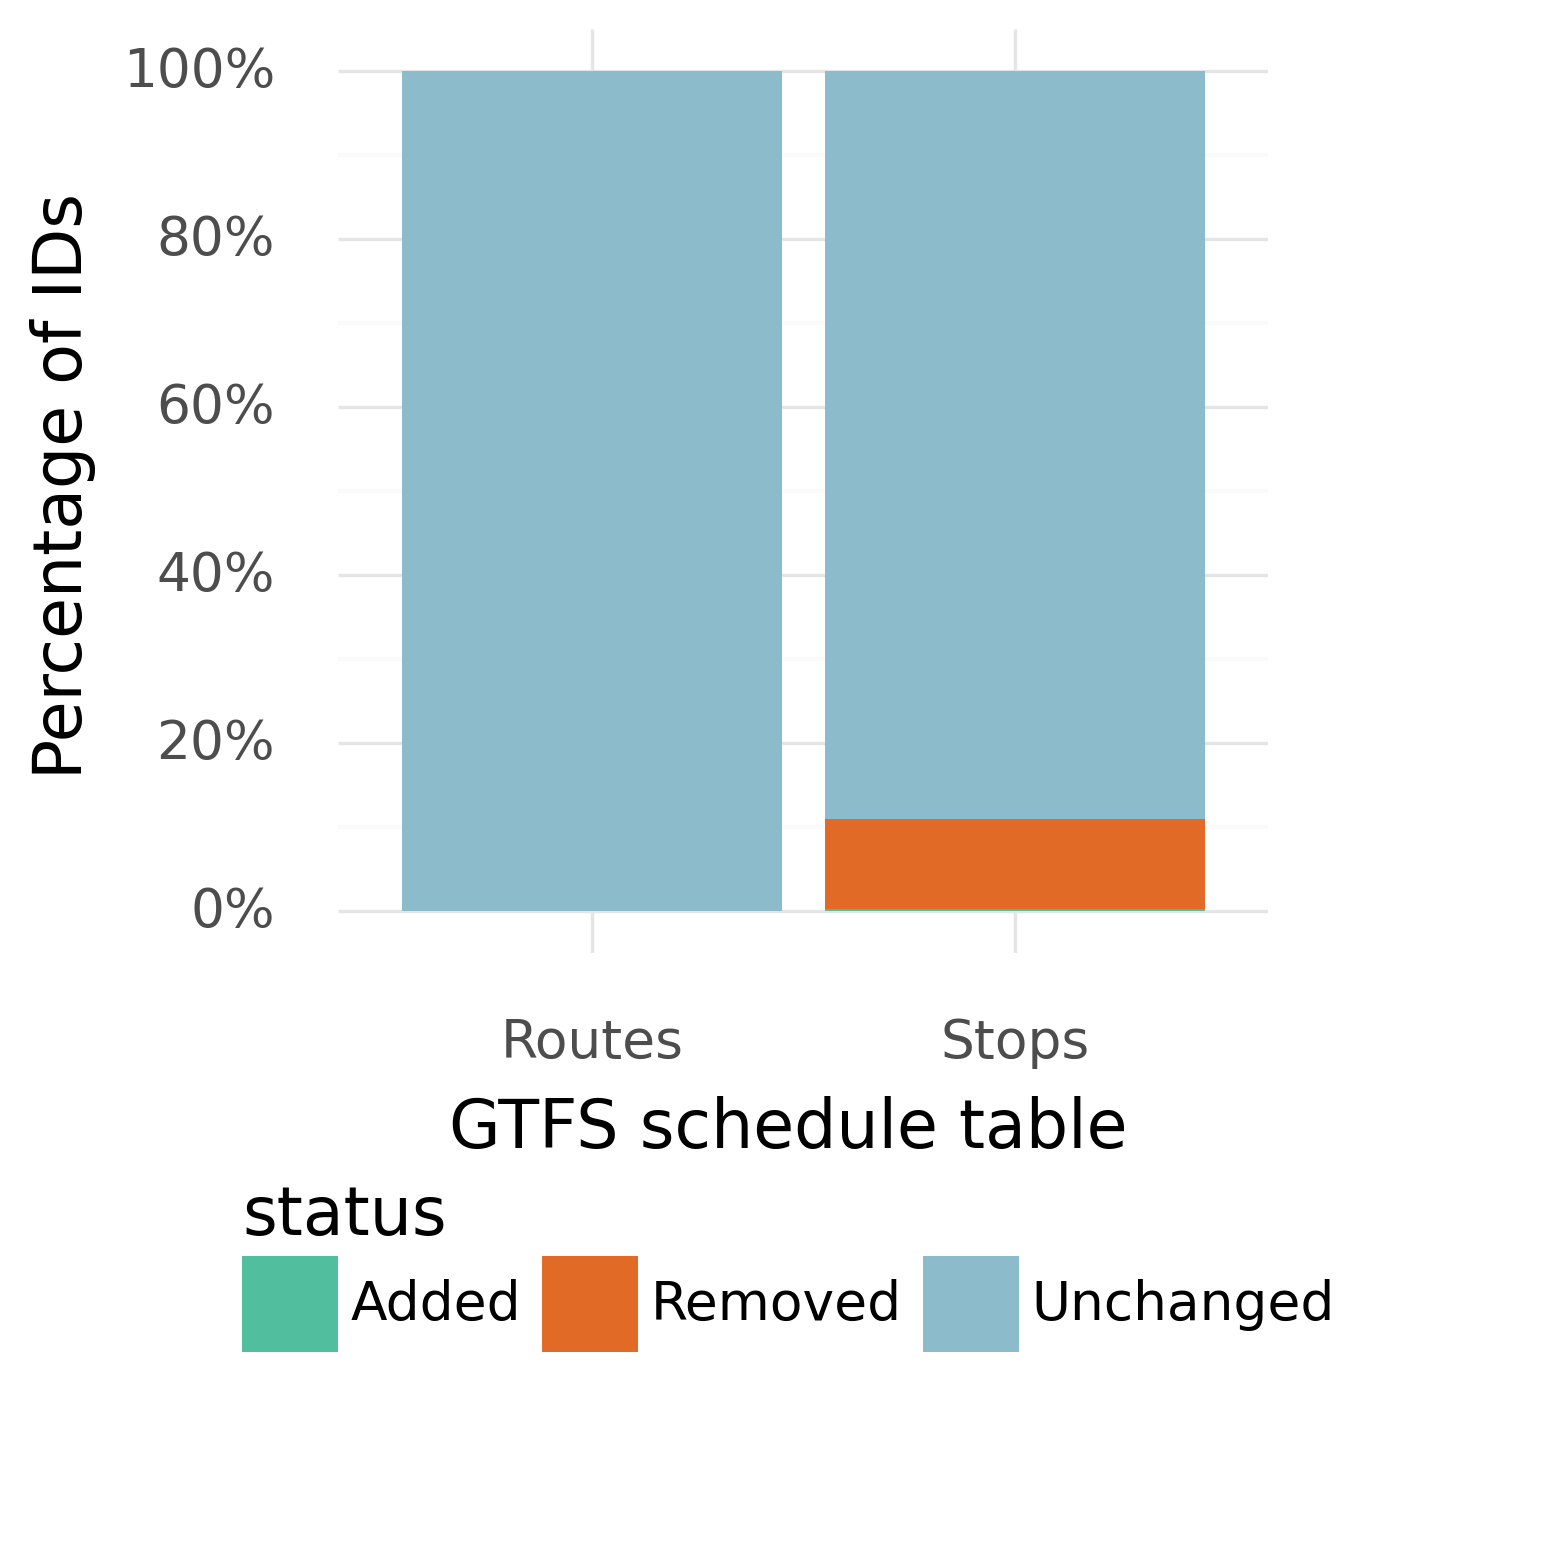 100%
80%
60%
40%
20%
0%
Percentage of IDs
Routes
Stops
GTFS schedule table
status
Added
Removed
Unchanged